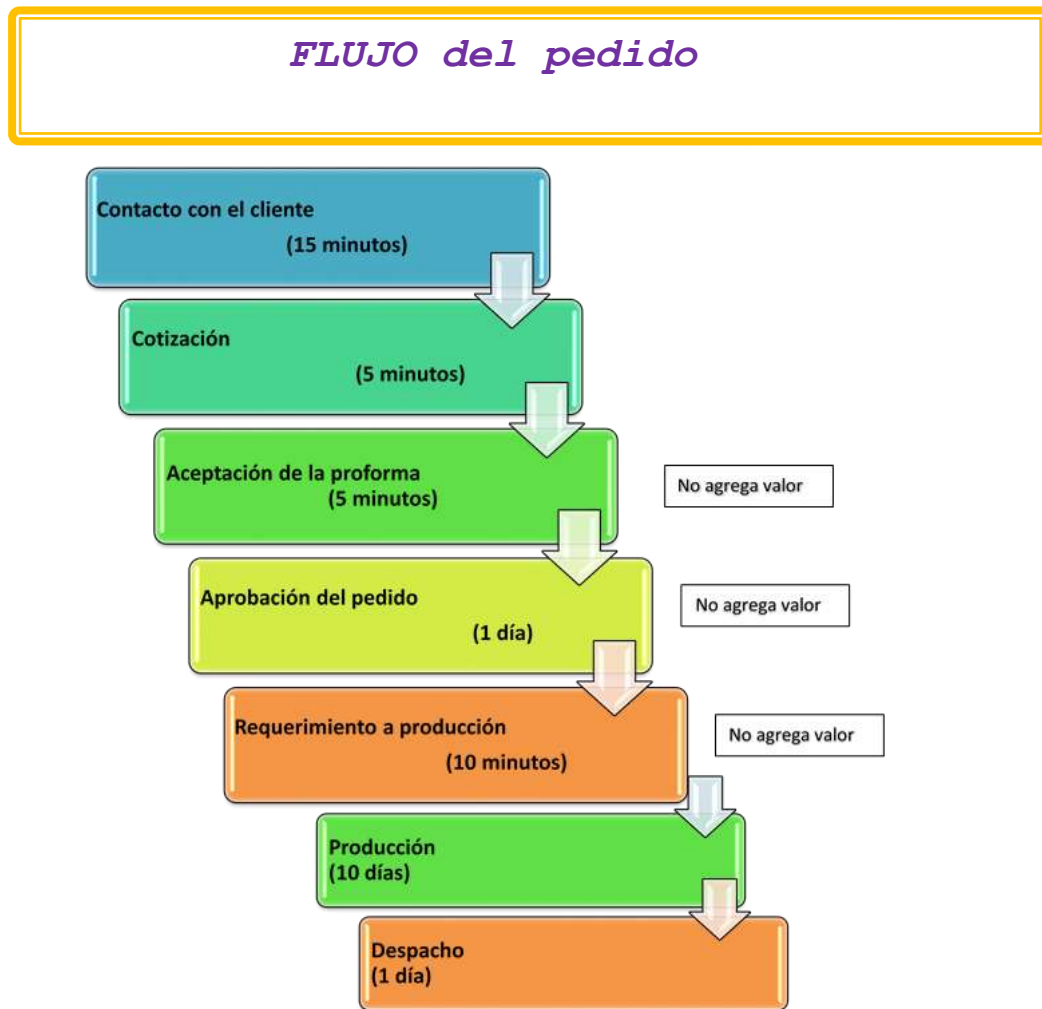 FLUJO del pedido
Contacto con el cliente
(15 minutos)
Cotización
(5 minutos)
Aceptación de la proforma
(5 minutos)
No agrega valor
Aprobación del pedido
(1 día)
No agrega valor
Requerimiento a producción
(10 minutos)
No agrega valor
Producción
(10 días)
Despacho
(1 día)